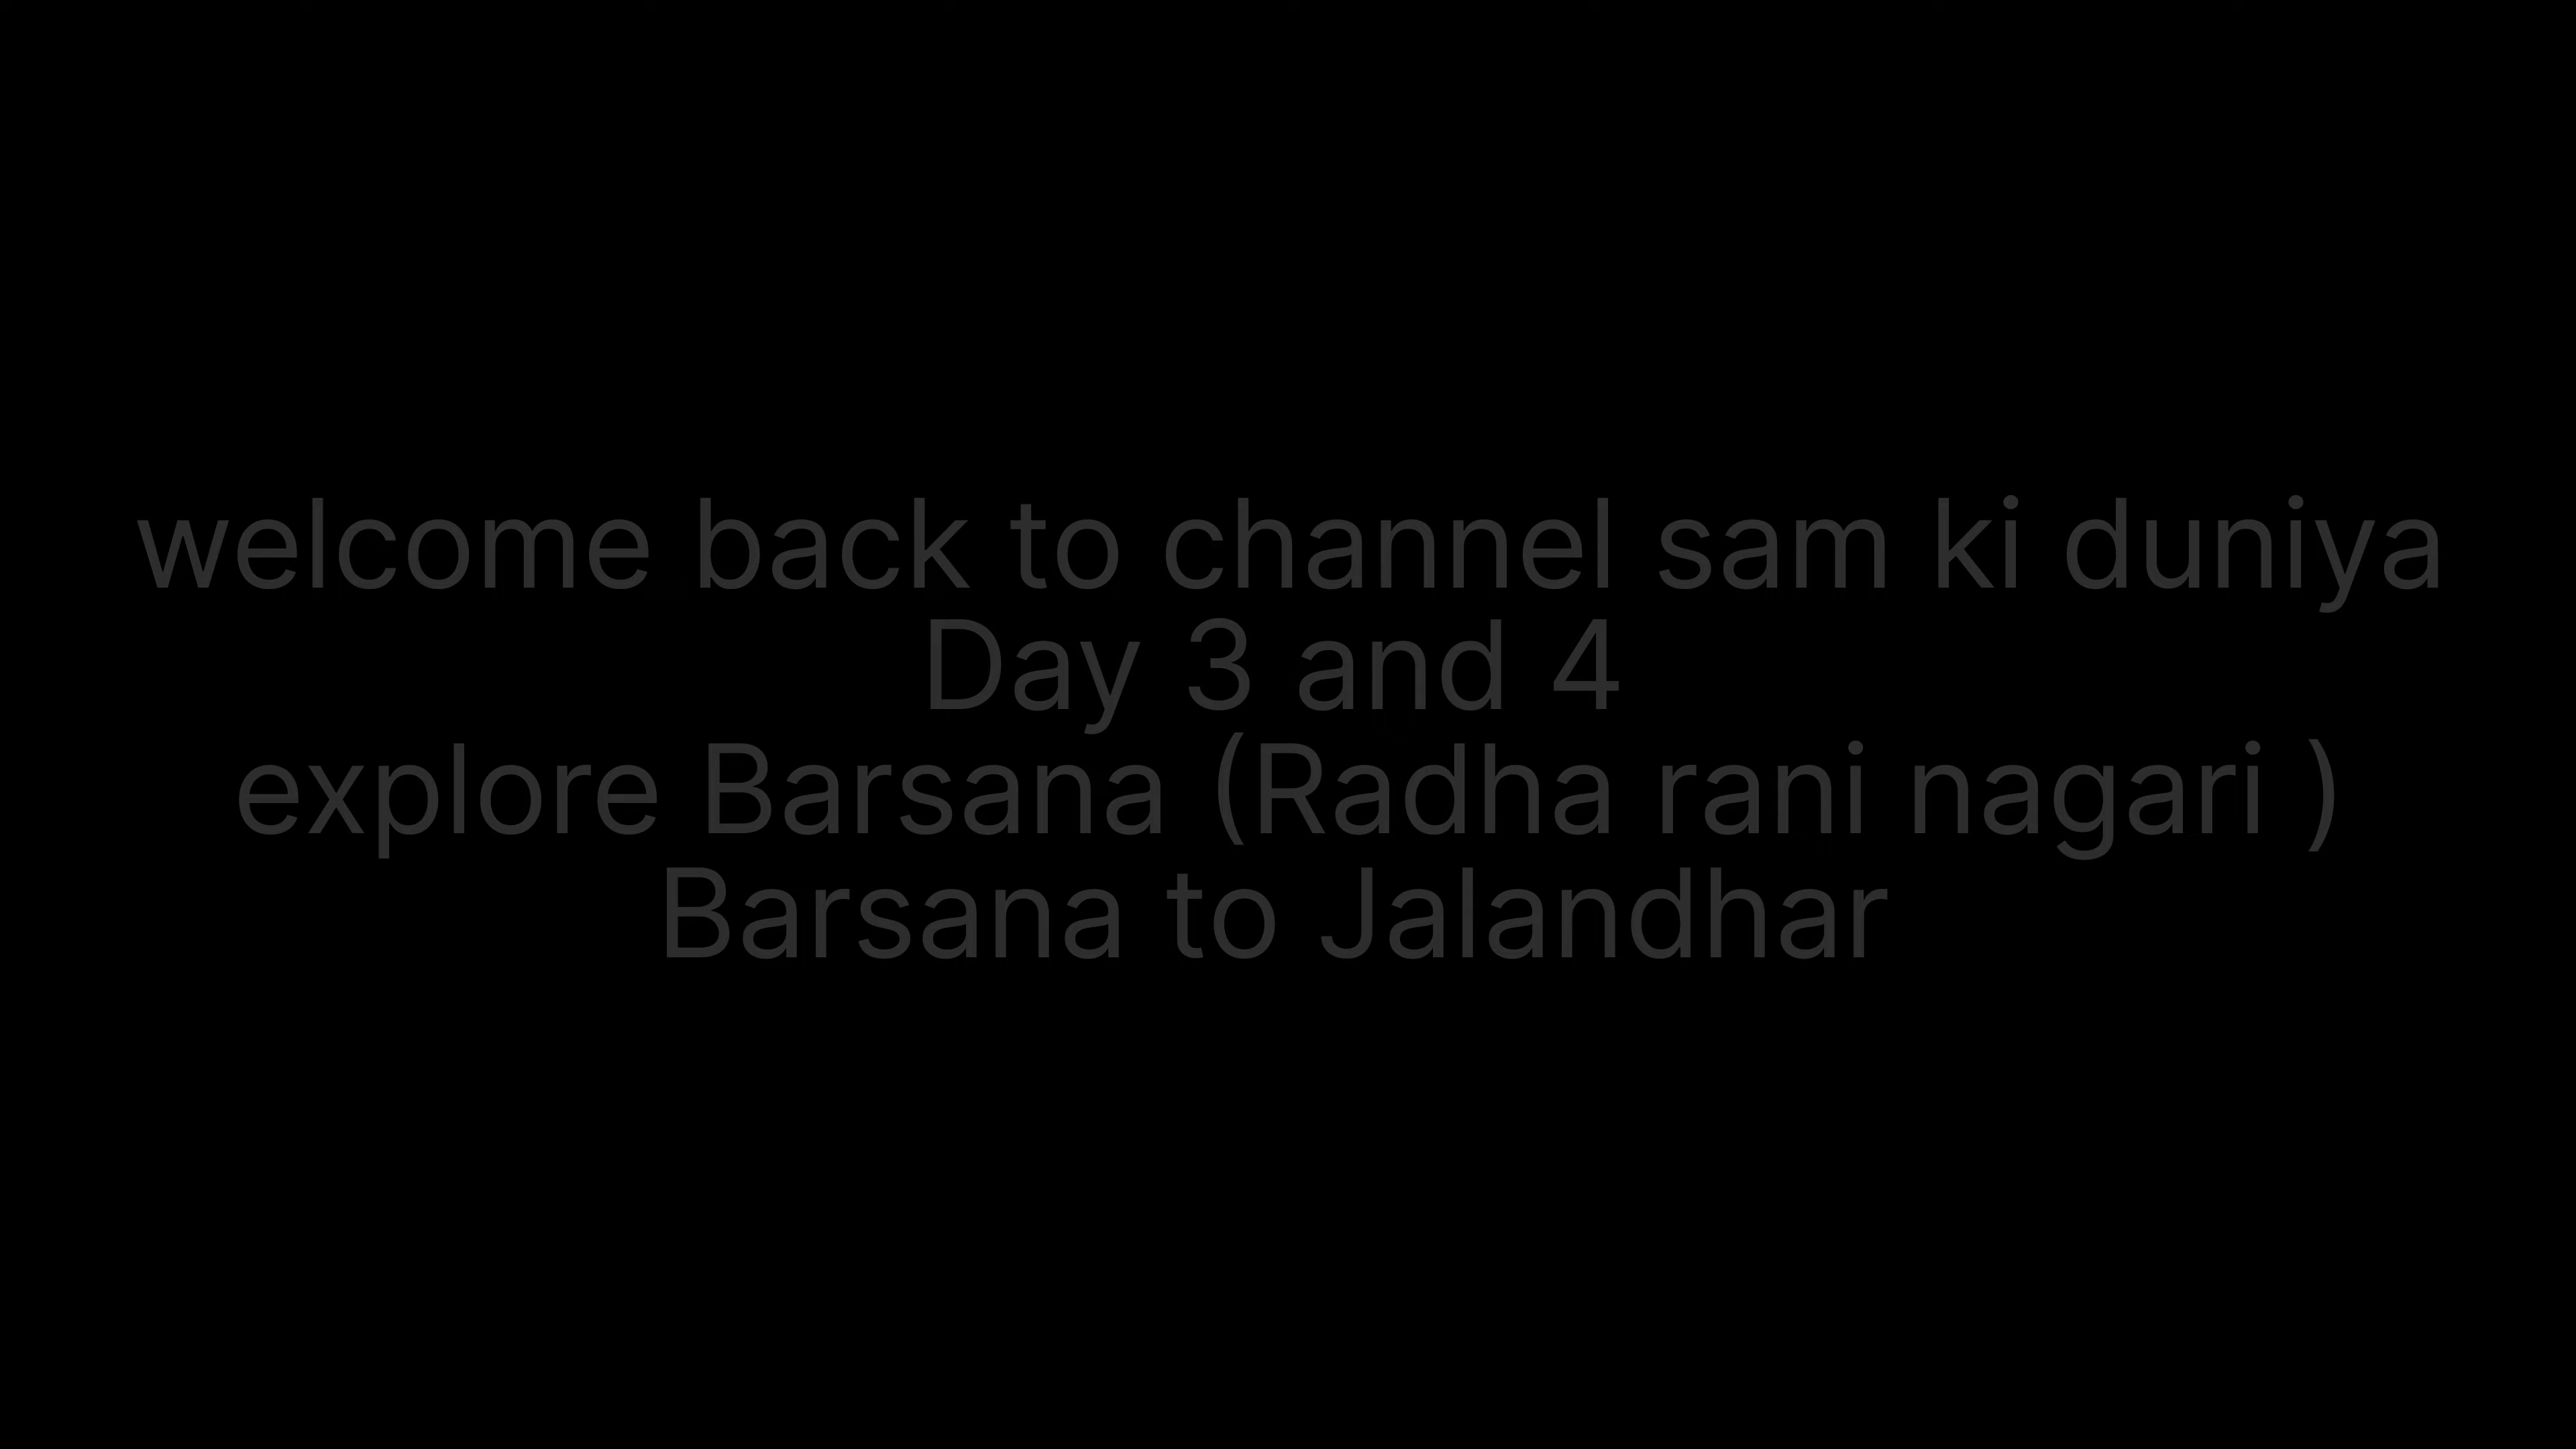 welcome back to channel sam ki duniya
Day 3 and 4
explore Barsana (Radha rani nagari )
Barsana to Jalandhar